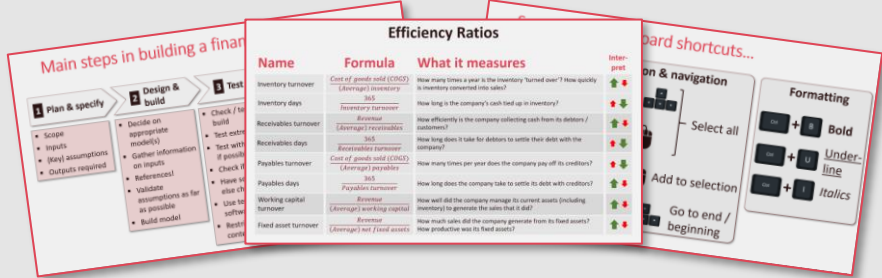 Main steps in building a finan
1 Plan & specify
• Scope
• Inputs
• (Key) assumptions
• Outputs required
2 Design &
build
• Decide on
appropriate
model(s)
• Gather information
on inputs
• References!
• Validate
assumptions as far
as possible
• Build model
3 Test
• Check / ta
build
• Test extre
• Test with
if possib
• Check if
• Have so
else ch
• Use te
softw
• Restr
conte
Efficiency Ratios
Name Formula What it measures Inter-
pret
Inventory turnover Cost of goods sold (COGS) / (Average) inventory How many times a year is the inventory 'turned over'? How quickly
is inventory converted into sales?
Inventory days 365 / Inventory turnover How long is the company's cash tied up in inventory?
Receivables turnover Revenue / (Average) receivables How efficiently is the company collecting cash from its debtors /
customers?
Receivables days 365 / Receivables turnover How long does it take for debtors to settle their debt with the
company?
Payables turnover Cost of goods sold (COGS) / (Average) payables How many times per year does the company pay off its creditors?
Payables days 365 / Payables turnover How long does the company take to settle its debt with creditors?
Working capital
turnover Revenue / (Average) working capital How well did the company manage its current assets (including
inventory) to generate the sales that it did?
Fixed asset turnover Revenue / (Average) net fixed assets How much sales did the company generate from its fixed assets?
How productive was its fixed assets?
oard shortcuts...
n & navigation
Select all
Add to selection
Go to end /
beginning
Formatting
Ctrl + B Bold
Ctrl + U Under-
line
Ctrl + I Italics